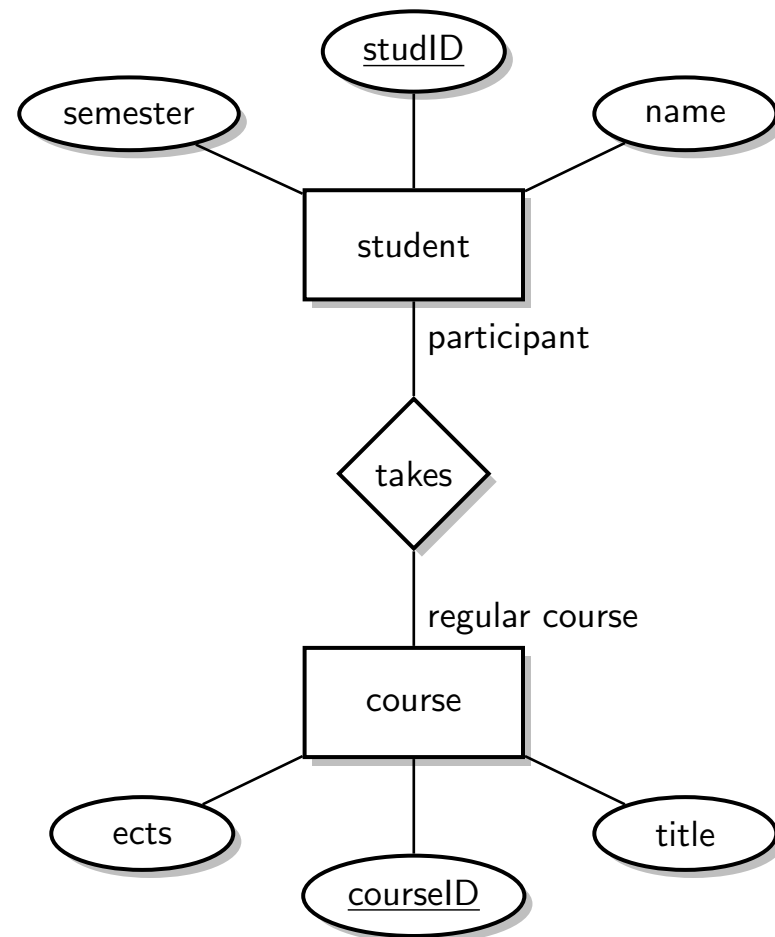 studID
semester
name
student
participant
takes
regular course
course
ects
title
courseID